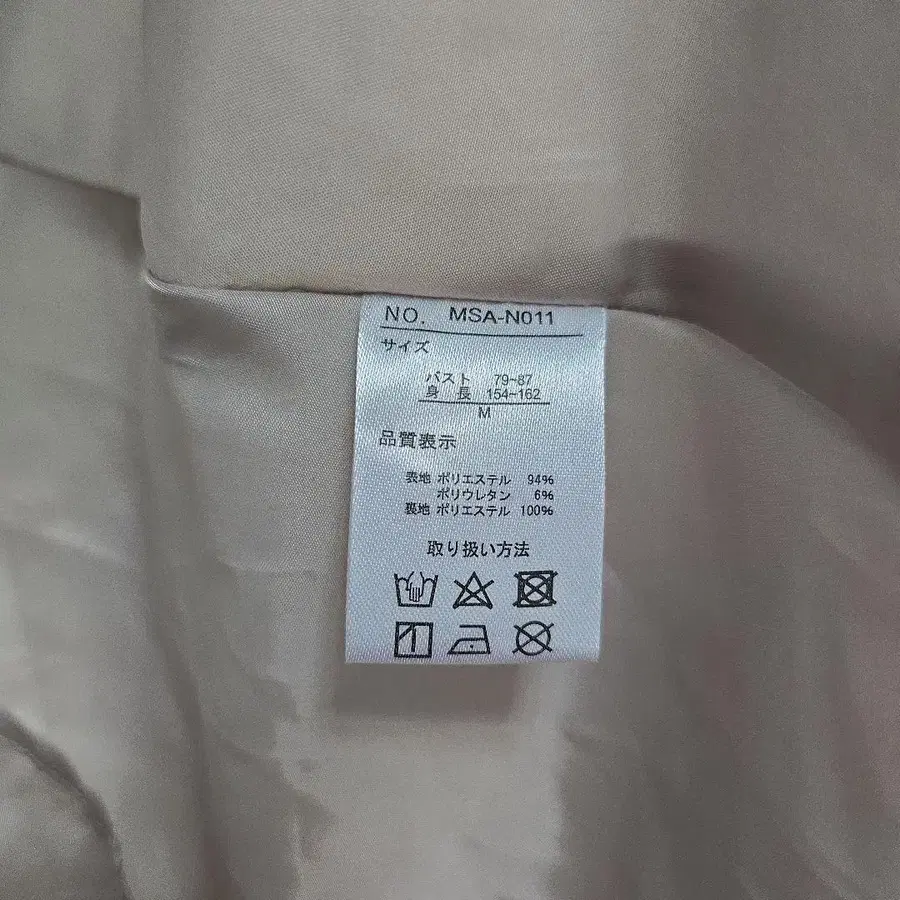 NO. MSA-N011
サイズ
バスト 79~87
身 長 154~162
M
品質表示
表地 ポリエステル 94%
ポリウレタン 6%
裏地 ポリエステル 100%
取り扱い方法